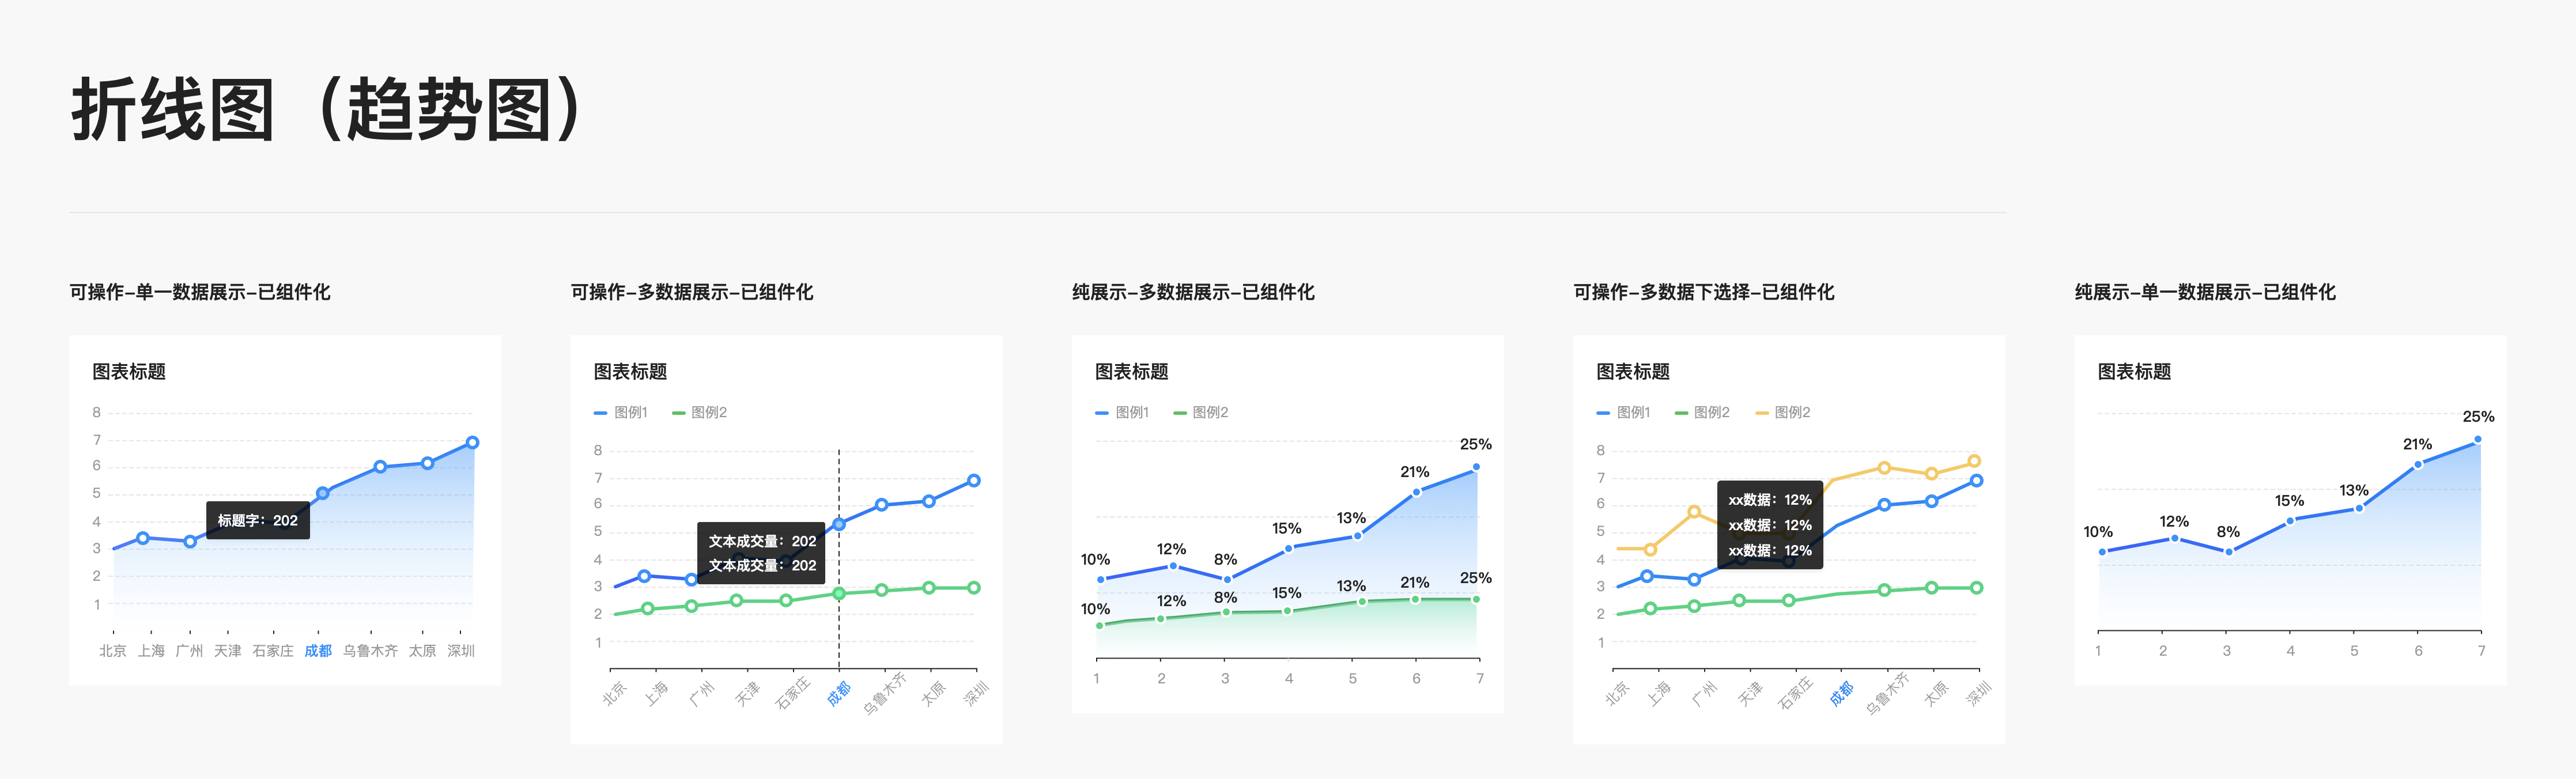 折线图（趋势图）
可操作–单一数据展示–已组件化
图表标题
8
7
6
5
4
3
2
1
标题字：202
北京 上海 广州 天津 石家庄 成都 乌鲁木齐 太原 深圳
可操作–多数据展示–已组件化
图表标题
图例1 图例2
8
7
6
5
4
3
2
1
文本成交量：202
文本成交量：202
北京 上海 广州 天津 石家庄 成都 乌鲁木齐 太原 深圳
纯展示–多数据展示–已组件化
图表标题
图例1 图例2
10% 12% 8% 15% 13% 21% 25%
10% 12% 8% 15% 13% 21% 25%
1 2 3 4 5 6 7
可操作–多数据下选择–已组件化
图表标题
图例1 图例2 图例2
8
7
6
5
4
3
2
1
xx数据：12%
xx数据：12%
xx数据：12%
北京 上海 广州 天津 石家庄 成都 乌鲁木齐 太原 深圳
纯展示–单一数据展示–已组件化
图表标题
10% 12% 8% 15% 13% 21% 25%
1 2 3 4 5 6 7